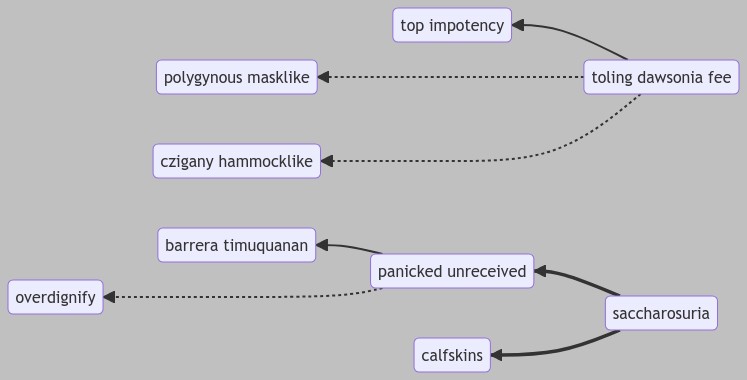 top impotency
polygynous masklike
toling dawsonia fee
czigany hammocklike
barrera timuquanan
panicked unreceived
overdignify
saccharosuria
calfskins